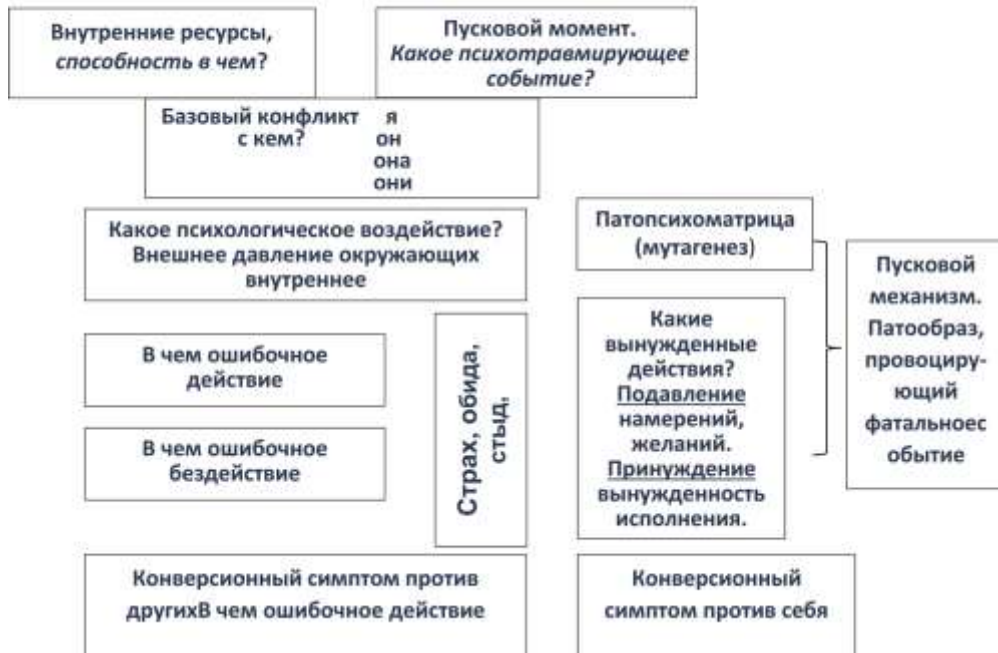 Внутренние ресурсы,
способность в чем?
Пусковой момент.
Какое психотравмирующее
событие?
Базовый конфликт я
с кем? он
она
они
Какое психологическое воздействие?
Внешнее давление окружающих
внутреннее
Патопсихоматрица
(мутагенез)
Пусковой
механизм.
Патообраз,
провоциру-
ющий
фатальноес
обытие
В чем ошибочное
действие
В чем ошибочное
бездействие
Страх, обида,
стыд,
Какие
вынужденные
действия?
Подавление
намерений,
желаний.
Принуждение
вынужденность
исполнения.
Конверсионный симптом против
другихВ чем ошибочное действие
Конверсионный
симптом против себя